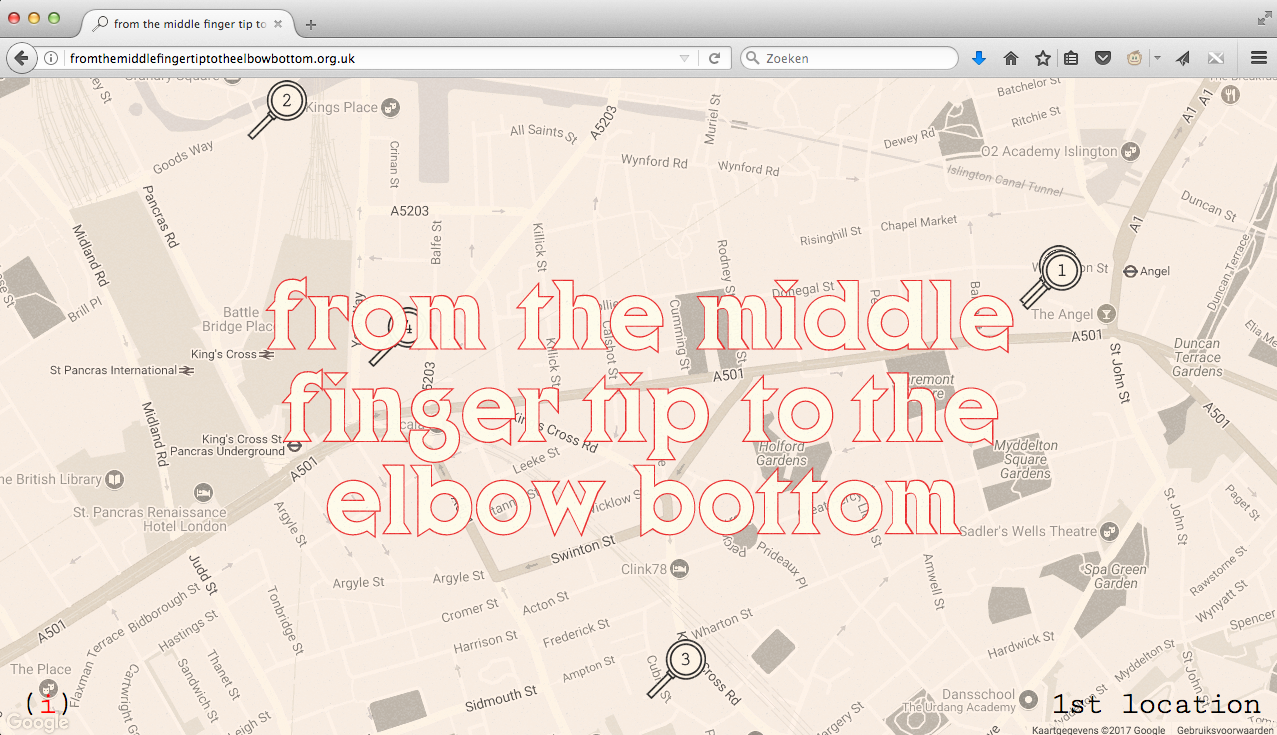 from the middle finger tip to
fromthemiddlefingertiptotheelbowbottom.org.uk
Zoeken
from the middle
finger tip to the
elbow bottom
1st location
(i)
Google
Kaartgegevens ©2017 Google
Gebruiksvoorwaarden
1
2
3
Kings Place
All Saints St
A5203
Muriel St
Batchelor St
Ritchie St
A1
A1
Dewey Rd
O2 Academy Islington
Goods Way
Crinan St
Wynford Rd
Wynford Rd
Islington Canal Tunnel
Duncan St
Pancras Rd
Midland Rd
A5203
Balfe St
Killick St
Rodney St
Risinghill St
Chapel Market
A1
Angel
Duncan Terrace
Brill Pl
Battle
Bridge Place
Donegal St
The Angel
A501
King's Cross
St Pancras International
Calshot St
Cumming St
Killick St
A501
St John St
Duncan
Terrace
Gardens
A501
Midland Rd
King's Cross St.
Pancras Underground
A501
King's Cross Rd
Leeke St
Holford
Gardens
Myddelton
Square
Gardens
The British Library
St. Pancras Renaissance
Hotel London
Argyle St
Swinton St
Clink78
Prideaux Pl
Sadler's Wells Theatre
St John St
Paget St
Judd St
Argyle St
Argyle St
Amwell St
Spa Green
Garden
Rawstorne St
Wynyatt St
Spencer
Bidborough St
Hastings St
Tonbridge St
Cromer St
Acton St
Harrison St
Frederick St
Wharton St
Hardwick St
Myddelton St
St John St
A501
The Place
Flaxman Terrace
Cartwright
Sandwich St
Thanet St
Leigh St
Sidmouth St
Ampton St
Cubitt St
Dansschool
The Urdang Academy